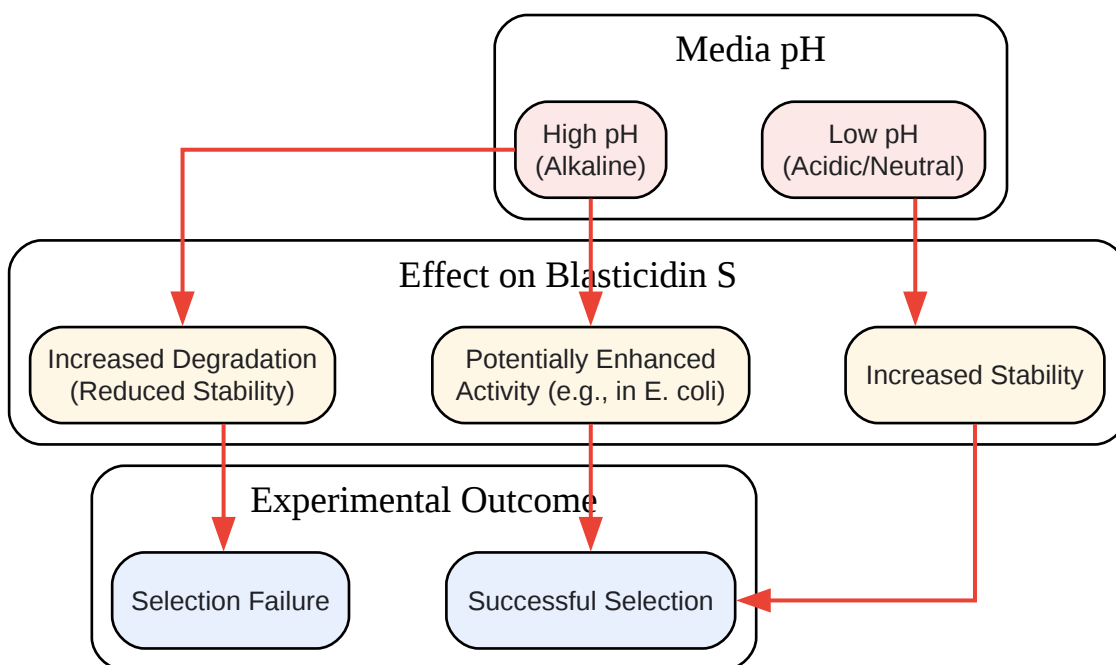 Media pH
High pH
(Alkaline)
Low pH
(Acidic/Neutral)
Effect on Blasticidin S
Increased Degradation
(Reduced Stability)
Potentially Enhanced
Activity (e.g., in E. coli)
Increased Stability
Experimental Outcome
Selection Failure
Successful Selection